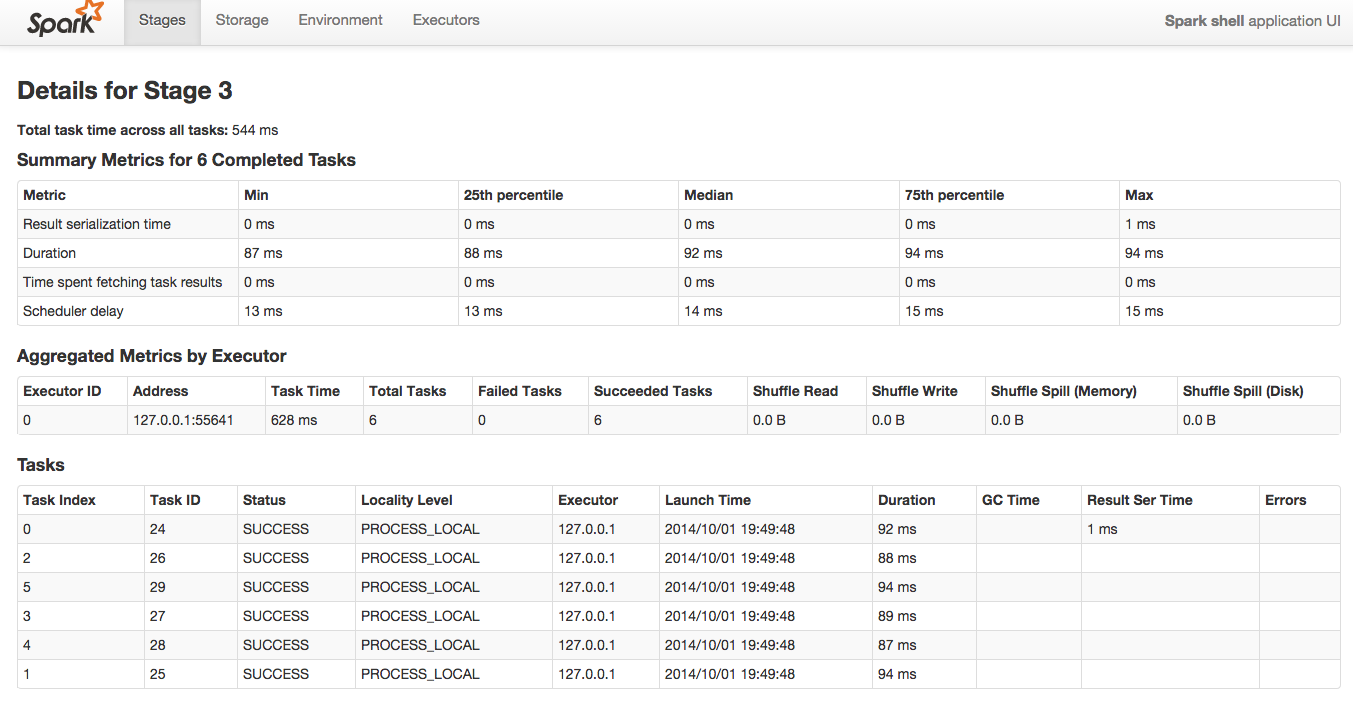 Spark Stages Storage Environment Executors Spark shell application UI
Details for Stage 3
Total task time across all tasks: 544 ms
Summary Metrics for 6 Completed Tasks
Metric Min 25th percentile Median 75th percentile Max
Result serialization time 0 ms 0 ms 0 ms 0 ms 1 ms
Duration 87 ms 88 ms 92 ms 94 ms 94 ms
Time spent fetching task results 0 ms 0 ms 0 ms 0 ms 0 ms
Scheduler delay 13 ms 13 ms 14 ms 15 ms 15 ms
Aggregated Metrics by Executor
Executor ID Address Task Time Total Tasks Failed Tasks Succeeded Tasks Shuffle Read Shuffle Write Shuffle Spill (Memory) Shuffle Spill (Disk)
0 127.0.0.1:55641 628 ms 6 0 6 0.0 B 0.0 B 0.0 B 0.0 B
Tasks
Task Index Task ID Status Locality Level Executor Launch Time Duration GC Time Result Ser Time Errors
0 24 SUCCESS PROCESS_LOCAL 127.0.0.1 2014/10/01 19:49:48 92 ms 1 ms
2 26 SUCCESS PROCESS_LOCAL 127.0.0.1 2014/10/01 19:49:48 88 ms
5 29 SUCCESS PROCESS_LOCAL 127.0.0.1 2014/10/01 19:49:48 94 ms
3 27 SUCCESS PROCESS_LOCAL 127.0.0.1 2014/10/01 19:49:48 89 ms
4 28 SUCCESS PROCESS_LOCAL 127.0.0.1 2014/10/01 19:49:48 87 ms
1 25 SUCCESS PROCESS_LOCAL 127.0.0.1 2014/10/01 19:49:48 94 ms